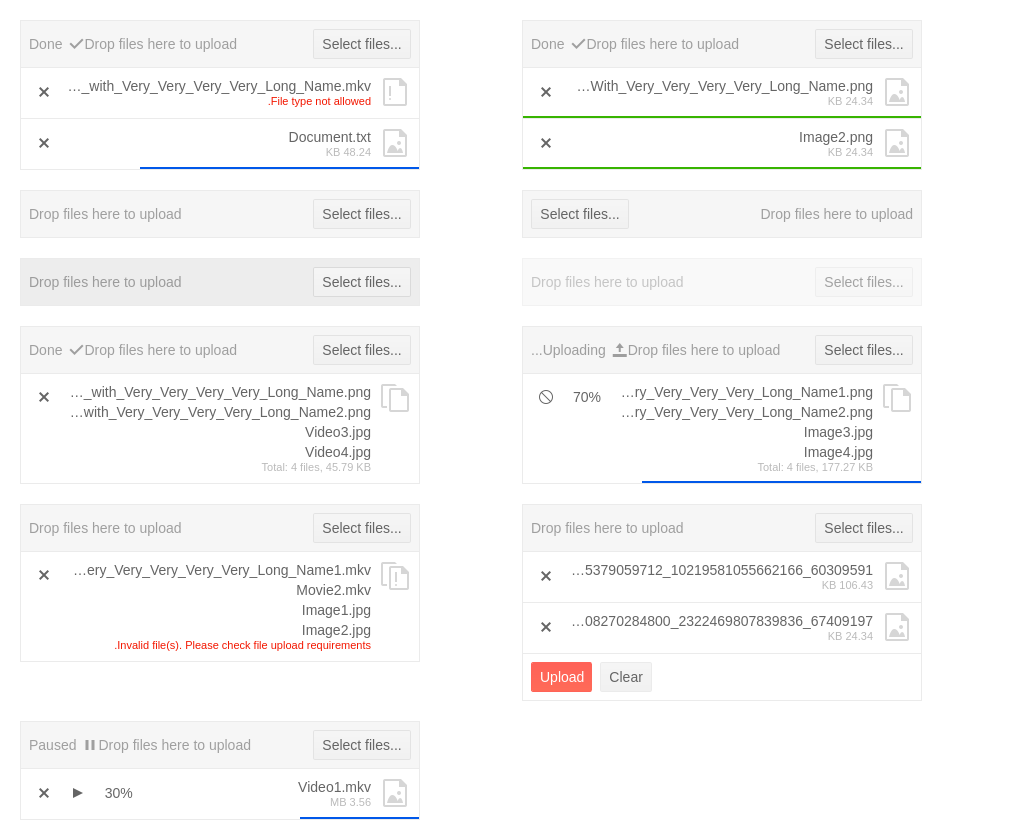 Done Drop files here to upload Select files...
..._with_Very_Very_Very_Very_Long_Name.mkv
.File type not allowed
Document.txt
KB 48.24
Done Drop files here to upload Select files...
...With_Very_Very_Very_Very_Long_Name.png
KB 24.34
Image2.png
KB 24.34
Drop files here to upload Select files...
Select files... Drop files here to upload
Drop files here to upload Select files...
Drop files here to upload Select files...
Done Drop files here to upload Select files...
..._with_Very_Very_Very_Very_Long_Name.png
...with_Very_Very_Very_Very_Long_Name2.png
Video3.jpg
Video4.jpg
Total: 4 files, 45.79 KB
...Uploading Drop files here to upload Select files...
70% ...ry_Very_Very_Very_Long_Name1.png
...ry_Very_Very_Very_Long_Name2.png
Image3.jpg
Image4.jpg
Total: 4 files, 177.27 KB
Drop files here to upload Select files...
...ery_Very_Very_Very_Very_Long_Name1.mkv
Movie2.mkv
Image1.jpg
Image2.jpg
.Invalid file(s). Please check file upload requirements
Drop files here to upload Select files...
...5379059712_10219581055662166_60309591
KB 106.43
...08270284800_2322469807839836_67409197
KB 24.34
Upload Clear
Paused Drop files here to upload Select files...
30% Video1.mkv
MB 3.56